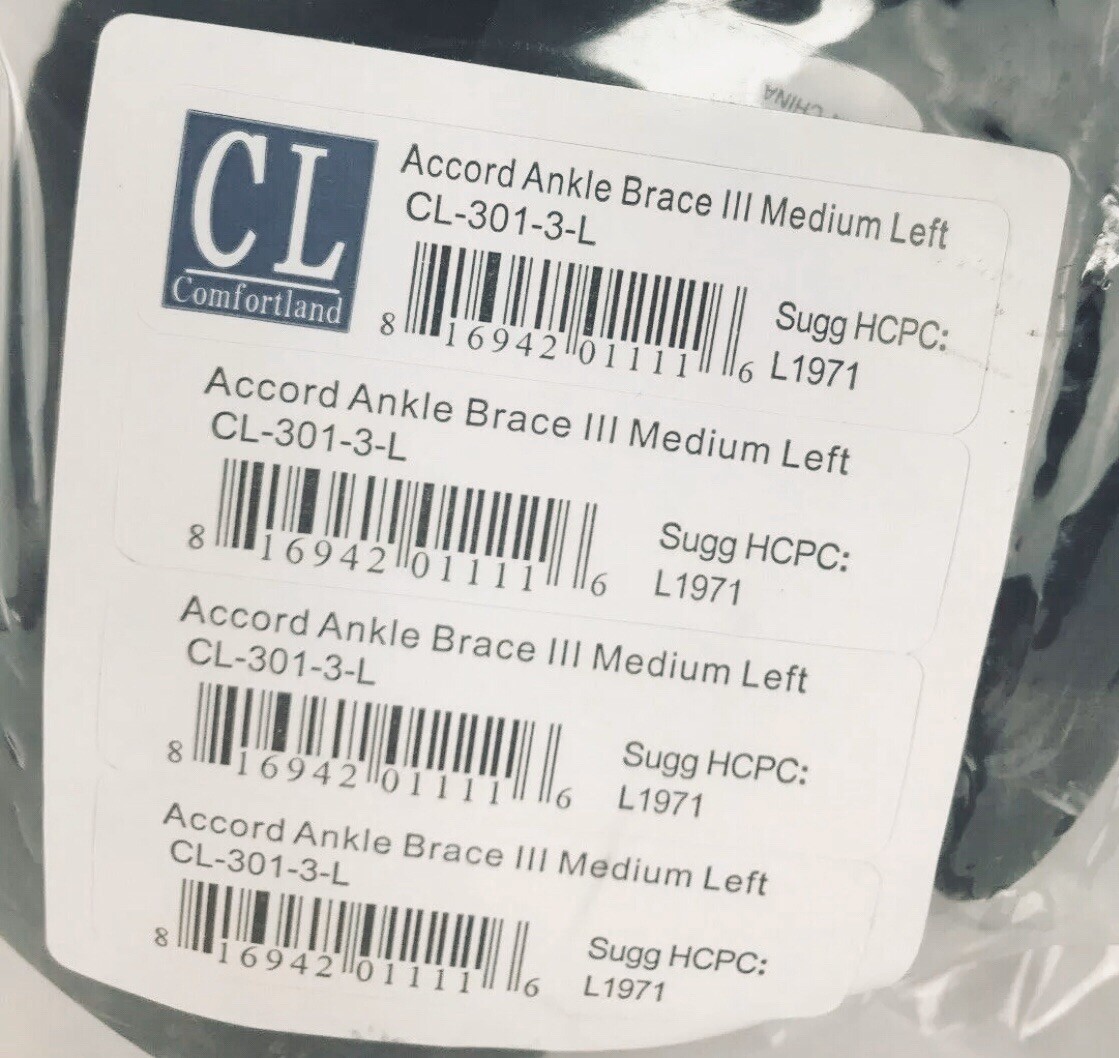 CHINA
CL
Comfortland
Accord Ankle Brace III Medium Left
CL-301-3-L
8 16942 01111 6
Sugg HCPC:
L1971
Accord Ankle Brace III Medium Left
CL-301-3-L
8 16942 01111 6
Sugg HCPC:
L1971
Accord Ankle Brace III Medium Left
CL-301-3-L
8 16942 01111 6
Sugg HCPC:
L1971
Accord Ankle Brace III Medium Left
CL-301-3-L
8 16942 01111 6
Sugg HCPC:
L1971